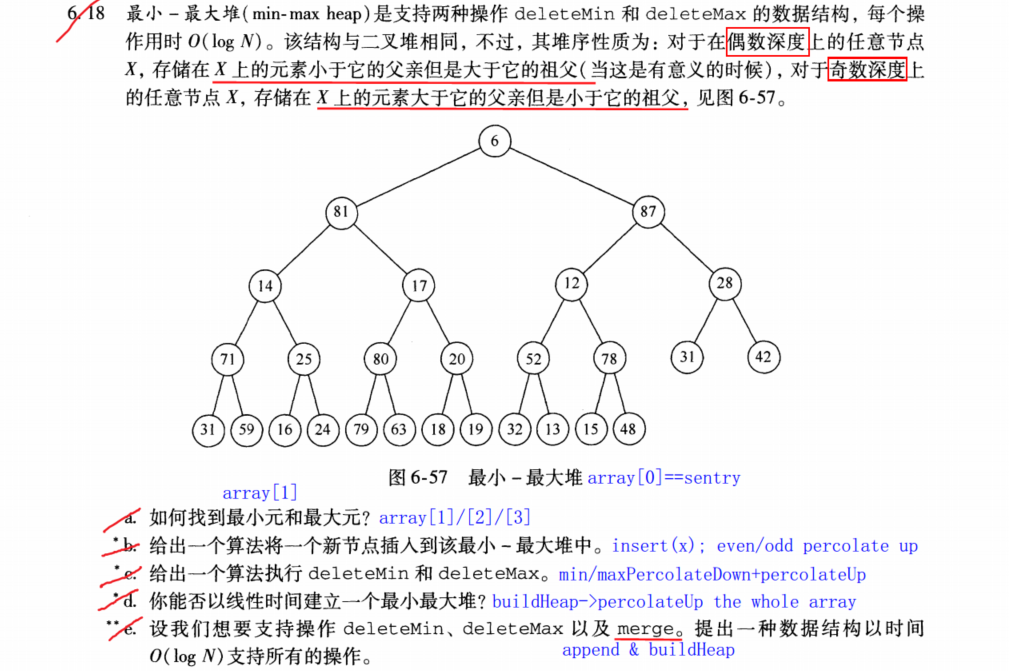 6.18 最小－最大堆(min-max heap)是支持两种操作 deleteMin 和 deleteMax 的数据结构，每个操
作用时 O(log N)。该结构与二叉堆相同，不过，其堆序性质为：对于在偶数深度上的任意节点
X，存储在 X 上的元素小于它的父亲但是大于它的祖父(当这是有意义的时候)，对于奇数深度上
的任意节点 X，存储在 X 上的元素大于它的父亲但是小于它的祖父，见图 6-57。
6
81 87
14 17 12 28
71 25 80 20 52 78 31 42
31 59 16 24 79 63 18 19 32 13 15 48
图 6-57 最小－最大堆 array[0]==sentry
array[1]
a. 如何找到最小元和最大元？array[1]/[2]/[3]
*b. 给出一个算法将一个新节点插入到该最小－最大堆中。insert(x); even/odd percolate up
*c. 给出一个算法执行 deleteMin 和 deleteMax。min/maxPercolateDown+percolateUp
*d. 你能否以线性时间建立一个最小最大堆？buildHeap->percolateUp the whole array
**e. 设我们想要支持操作 deleteMin、deleteMax 以及 merge。提出一种数据结构以时间
O(log N)支持所有的操作。 append & buildHeap